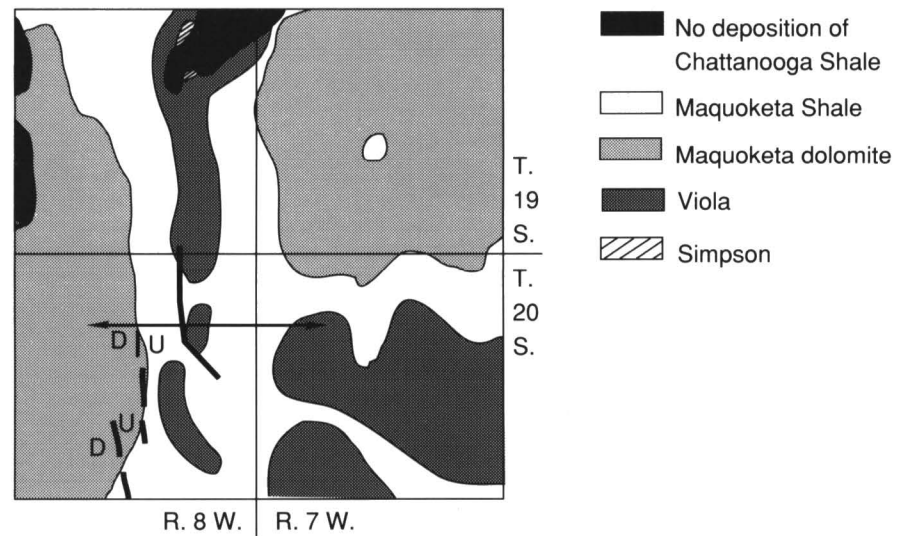 No deposition of
Chattanooga Shale
Maquoketa Shale
Maquoketa dolomite
Viola
Simpson
T.
19
S.
T.
20
S.
D
U
U
D
R. 8 W.
R. 7 W.